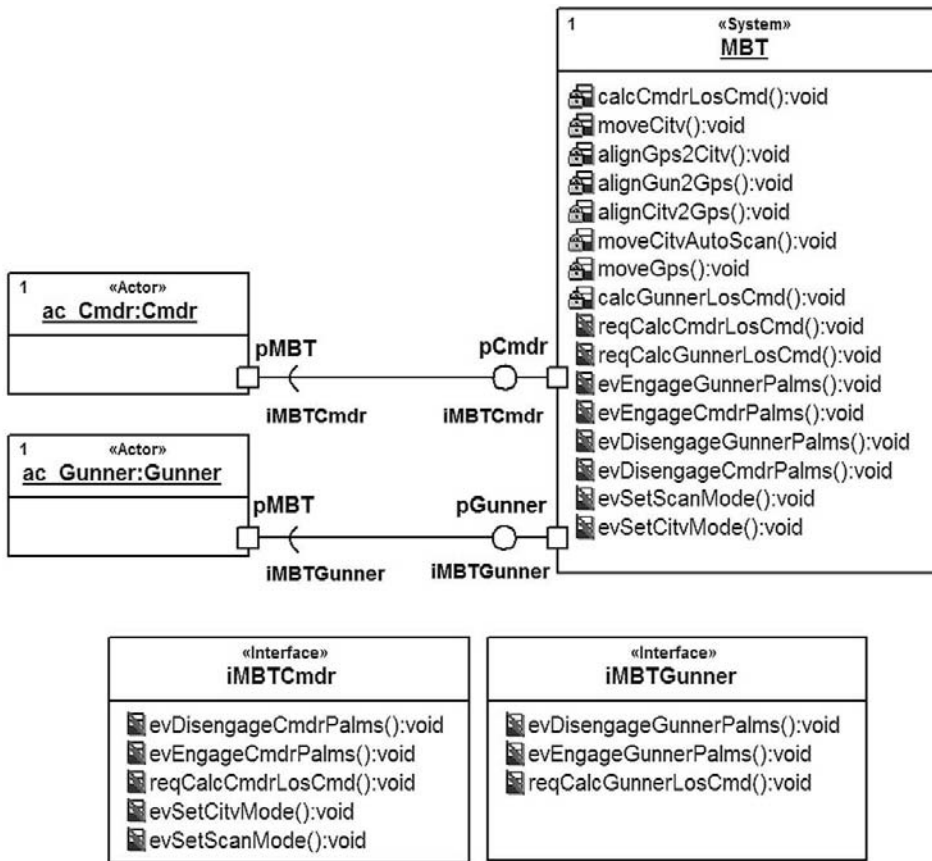 1
«System»
MBT
calcCmdrLosCmd():void
moveCitv():void
alignGps2Citv():void
alignGun2Gps():void
alignCitv2Gps():void
moveCitvAutoScan():void
moveGps():void
calcGunnerLosCmd():void
reqCalcCmdrLosCmd():void
reqCalcGunnerLosCmd():void
evEngageGunnerPalms():void
evEngageCmdrPalms():void
evDisengageGunnerPalms():void
evDisengageCmdrPalms():void
evSetScanMode():void
evSetCitvMode():void
1
«Actor»
ac_Cmdr:Cmdr
pMBT
pCmdr
iMBTCmdr
iMBTCmdr
1
«Actor»
ac_Gunner:Gunner
pMBT
pGunner
iMBTGunner
iMBTGunner
«Interface»
iMBTCmdr
evDisengageCmdrPalms():void
evEngageCmdrPalms():void
reqCalcCmdrLosCmd():void
evSetCitvMode():void
evSetScanMode():void
«Interface»
iMBTGunner
evDisengageGunnerPalms():void
evEngageGunnerPalms():void
reqCalcGunnerLosCmd():void